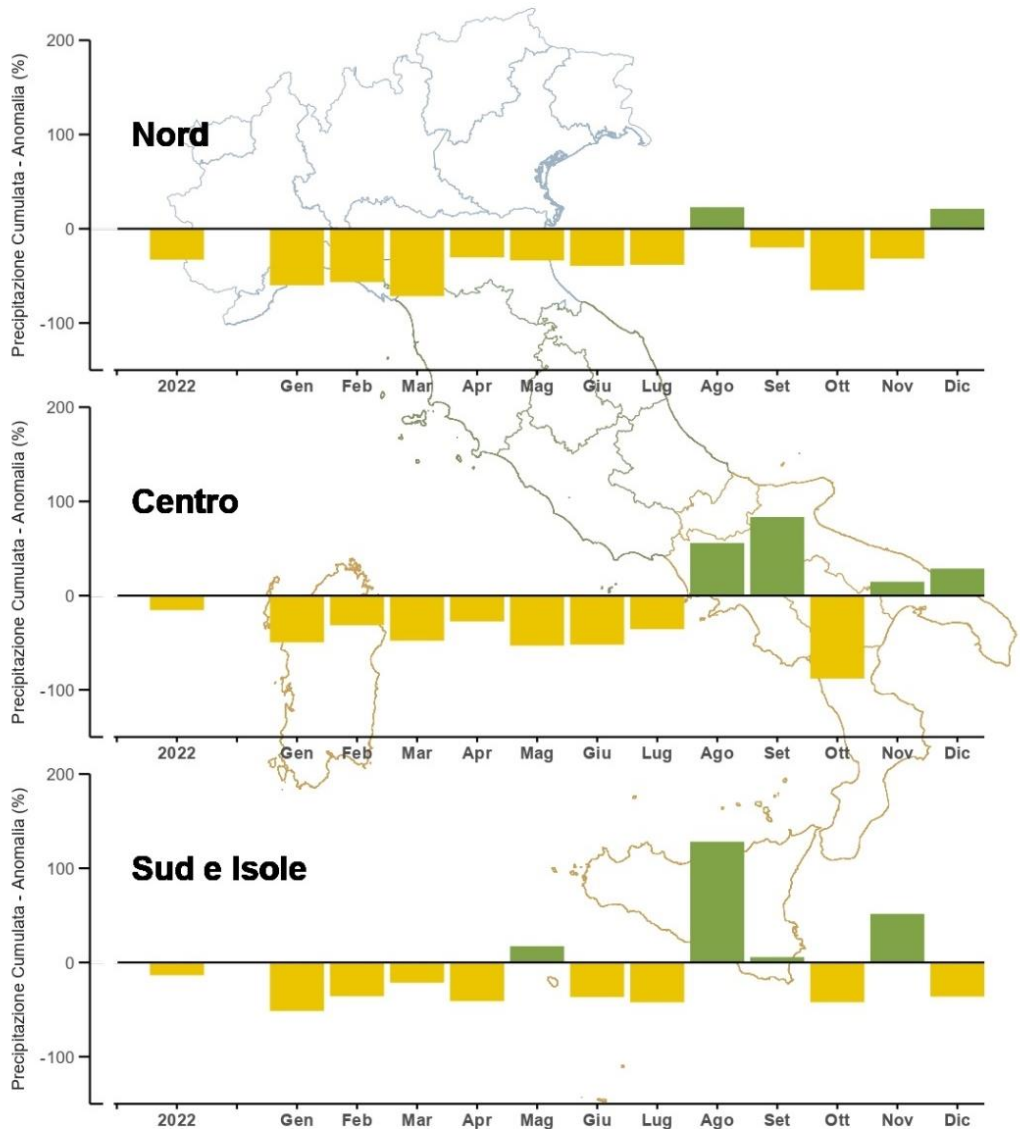 Precipitazione Cumulata - Anomalia (%)
200
100
0
-100
Nord
2022 Gen Feb Mar Apr Mag Giu Lug Ago Set Ott Nov Dic
Precipitazione Cumulata - Anomalia (%)
200
100
0
-100
Centro
2022 Gen Feb Mar Apr Mag Giu Lug Ago Set Ott Nov Dic
Precipitazione Cumulata - Anomalia (%)
200
100
0
-100
Sud e Isole
2022 Gen Feb Mar Apr Mag Giu Lug Ago Set Ott Nov Dic